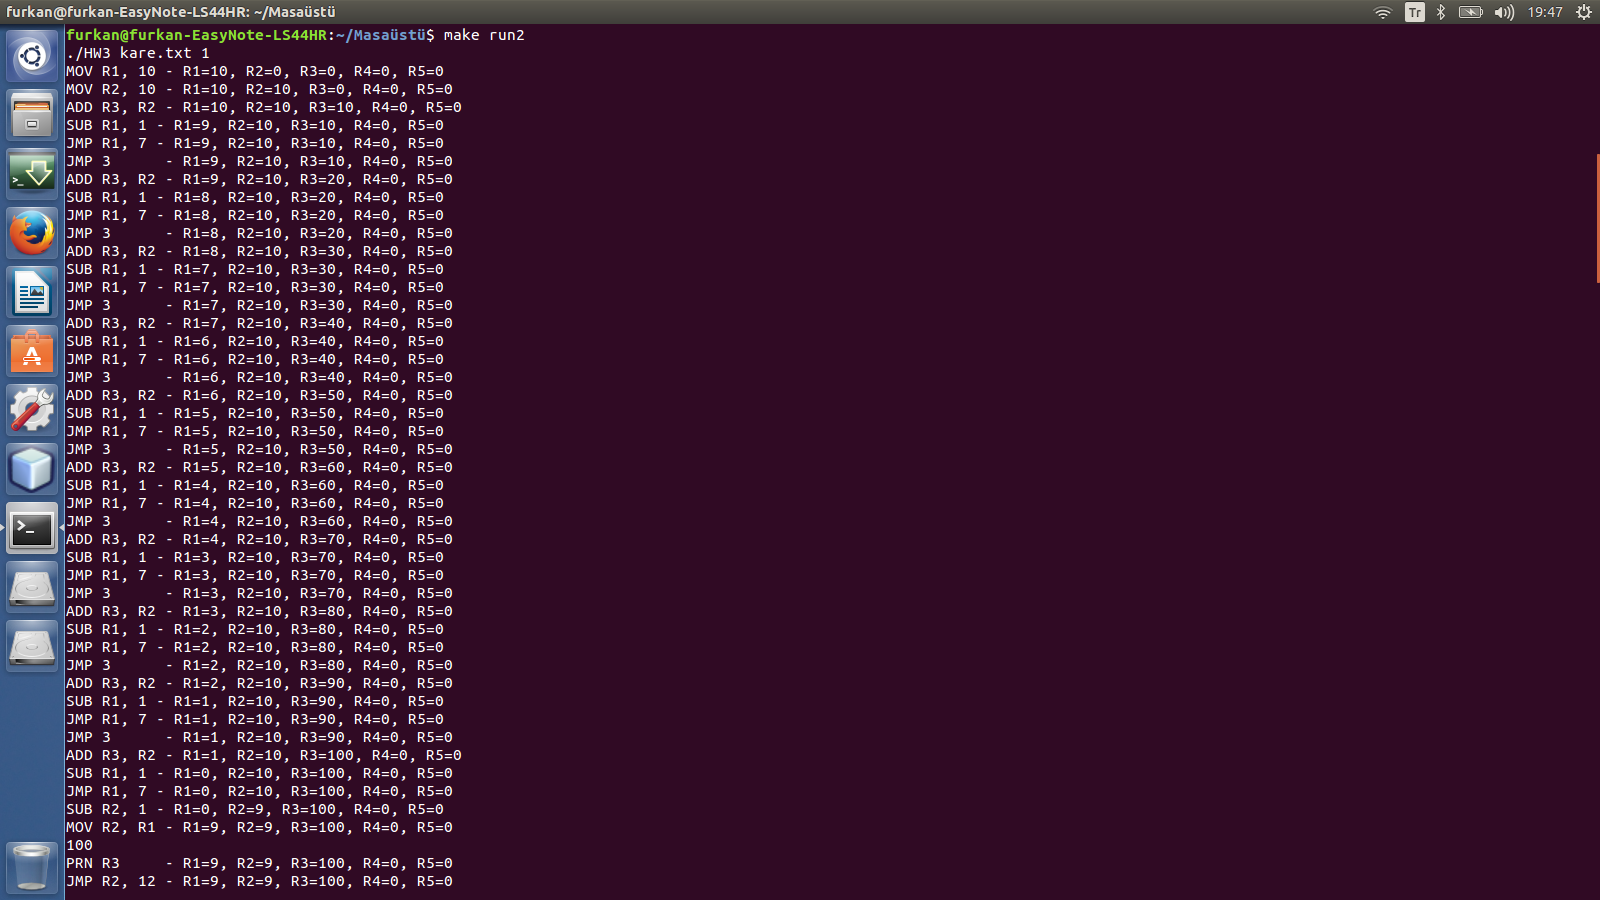 furkan@furkan-EasyNote-LS44HR: ~/Masaüstü
Tr
19:47
furkan@furkan-EasyNote-LS44HR:~/Masaüstü$ make run2
./HW3 kare.txt 1
MOV R1, 10 - R1=10, R2=0, R3=0, R4=0, R5=0
MOV R2, 10 - R1=10, R2=10, R3=0, R4=0, R5=0
ADD R3, R2 - R1=10, R2=10, R3=10, R4=0, R5=0
SUB R1, 1 - R1=9, R2=10, R3=10, R4=0, R5=0
JMP R1, 7 - R1=9, R2=10, R3=10, R4=0, R5=0
JMP 3      - R1=9, R2=10, R3=10, R4=0, R5=0
ADD R3, R2 - R1=9, R2=10, R3=20, R4=0, R5=0
SUB R1, 1 - R1=8, R2=10, R3=20, R4=0, R5=0
JMP R1, 7 - R1=8, R2=10, R3=20, R4=0, R5=0
JMP 3      - R1=8, R2=10, R3=20, R4=0, R5=0
ADD R3, R2 - R1=8, R2=10, R3=30, R4=0, R5=0
SUB R1, 1 - R1=7, R2=10, R3=30, R4=0, R5=0
JMP R1, 7 - R1=7, R2=10, R3=30, R4=0, R5=0
JMP 3      - R1=7, R2=10, R3=30, R4=0, R5=0
ADD R3, R2 - R1=7, R2=10, R3=40, R4=0, R5=0
SUB R1, 1 - R1=6, R2=10, R3=40, R4=0, R5=0
JMP R1, 7 - R1=6, R2=10, R3=40, R4=0, R5=0
JMP 3      - R1=6, R2=10, R3=40, R4=0, R5=0
ADD R3, R2 - R1=6, R2=10, R3=50, R4=0, R5=0
SUB R1, 1 - R1=5, R2=10, R3=50, R4=0, R5=0
JMP R1, 7 - R1=5, R2=10, R3=50, R4=0, R5=0
JMP 3      - R1=5, R2=10, R3=50, R4=0, R5=0
ADD R3, R2 - R1=5, R2=10, R3=60, R4=0, R5=0
SUB R1, 1 - R1=4, R2=10, R3=60, R4=0, R5=0
JMP R1, 7 - R1=4, R2=10, R3=60, R4=0, R5=0
JMP 3      - R1=4, R2=10, R3=60, R4=0, R5=0
ADD R3, R2 - R1=4, R2=10, R3=70, R4=0, R5=0
SUB R1, 1 - R1=3, R2=10, R3=70, R4=0, R5=0
JMP R1, 7 - R1=3, R2=10, R3=70, R4=0, R5=0
JMP 3      - R1=3, R2=10, R3=70, R4=0, R5=0
ADD R3, R2 - R1=3, R2=10, R3=80, R4=0, R5=0
SUB R1, 1 - R1=2, R2=10, R3=80, R4=0, R5=0
JMP R1, 7 - R1=2, R2=10, R3=80, R4=0, R5=0
JMP 3      - R1=2, R2=10, R3=80, R4=0, R5=0
ADD R3, R2 - R1=2, R2=10, R3=90, R4=0, R5=0
SUB R1, 1 - R1=1, R2=10, R3=90, R4=0, R5=0
JMP R1, 7 - R1=1, R2=10, R3=90, R4=0, R5=0
JMP 3      - R1=1, R2=10, R3=90, R4=0, R5=0
ADD R3, R2 - R1=1, R2=10, R3=100, R4=0, R5=0
SUB R1, 1 - R1=0, R2=10, R3=100, R4=0, R5=0
JMP R1, 7 - R1=0, R2=10, R3=100, R4=0, R5=0
SUB R2, 1 - R1=0, R2=9, R3=100, R4=0, R5=0
MOV R2, R1 - R1=9, R2=9, R3=100, R4=0, R5=0
100
PRN R3     - R1=9, R2=9, R3=100, R4=0, R5=0
JMP R2, 12 - R1=9, R2=9, R3=100, R4=0, R5=0